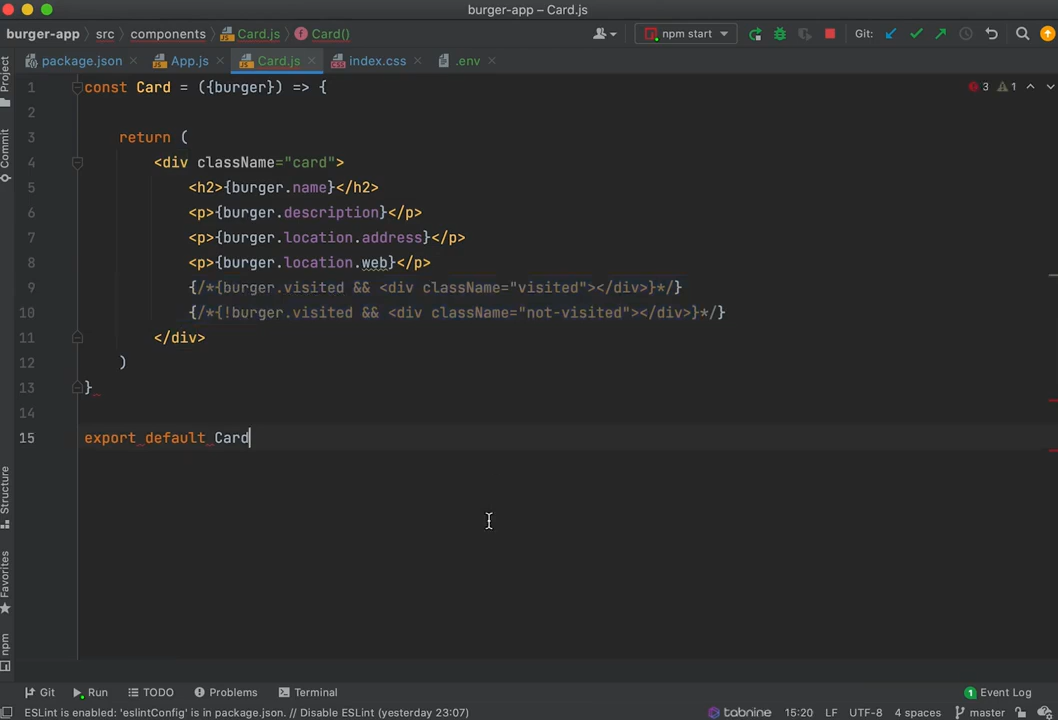 burger-app – Card.js
burger-app src components Card.js Card() npm start Git:
package.json App.js Card.js index.css .env
Project
Commit
Structure
Favorites
npm
3 1
1 const Card = ({burger}) => {
2
3 return (
4 <div className="card">
5 <h2>{burger.name}</h2>
6 <p>{burger.description}</p>
7 <p>{burger.location.address}</p>
8 <p>{burger.location.web}</p>
9 {/*{burger.visited && <div className="visited"></div>}*/}
10 {/*{!burger.visited && <div className="not-visited"></div>}*/}
11 </div>
12 )
13 }
14
15 export default Card
Git Run TODO Problems Terminal 1 Event Log
ESLint is enabled: 'eslintConfig' is in package.json. // Disable ESLint (yesterday 23:07) tabnine 15:20 LF UTF-8 4 spaces master